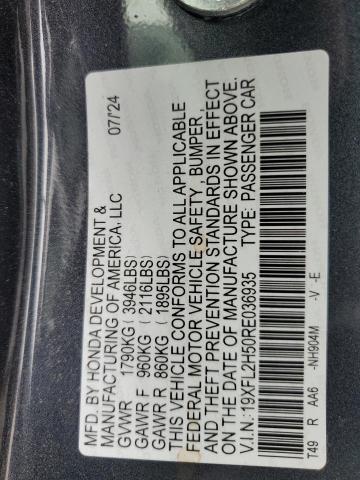 MFD. BY HONDA DEVELOPMENT & 07/24
MANUFACTURING OF AMERICA, LLC
GVWR 1790KG (3946LBS)
GAWR F 960KG (2116LBS)
GAWR R 860KG (1895LBS)
THIS VEHICLE CONFORMS TO ALL APPLICABLE
FEDERAL MOTOR VEHICLE SAFETY , BUMPER ,
AND THEFT PREVENTION STANDARDS IN EFFECT
ON THE DATE OF MANUFACTURE SHOWN ABOVE.
V.I.N: 19XFL2H50RE036935 TYPE: PASSENGER CAR
T49 R AA6 -NH904M -V -E